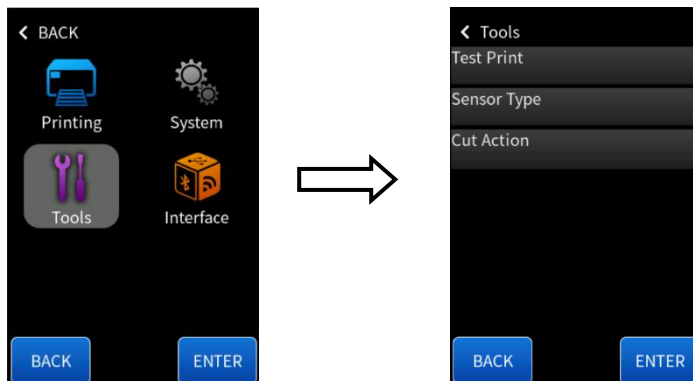 BACK
Printing System
Tools Interface
BACK ENTER
Tools
Test Print
Sensor Type
Cut Action
BACK ENTER